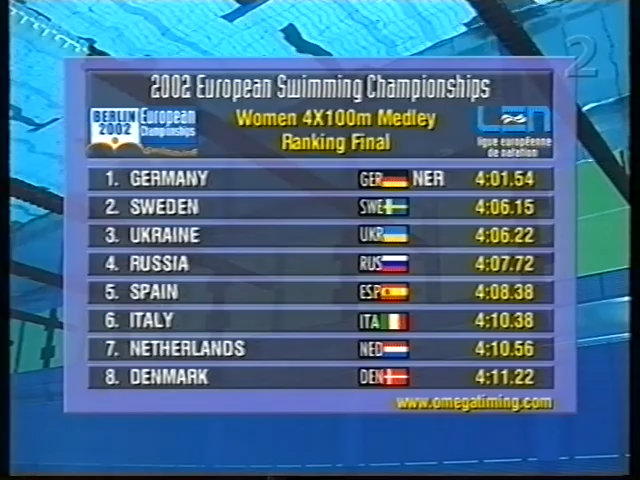 2
2002 European Swimming Championships
BERLIN 2002 European Championships
Women 4X100m Medley
Ranking Final
LEN
ligue européenne
de natation
1. GERMANY GER NER 4:01.54
2. SWEDEN SWE 4:06.15
3. UKRAINE UKR 4:06.22
4. RUSSIA RUS 4:07.72
5. SPAIN ESP 4:08.38
6. ITALY ITA 4:10.38
7. NETHERLANDS NED 4:10.56
8. DENMARK DEN 4:11.22
www.omegatiming.com